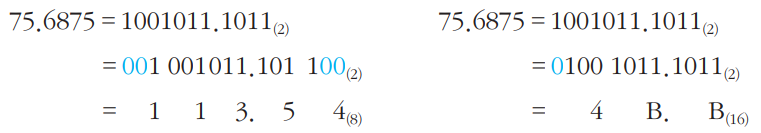 75.6875 = 1001011.1011(2)
= 001 001011.101 100(2)
= 1 1 3. 5 4(8)
75.6875 = 1001011.1011(2)
= 0100 1011.1011(2)
= 4 B. B(16)